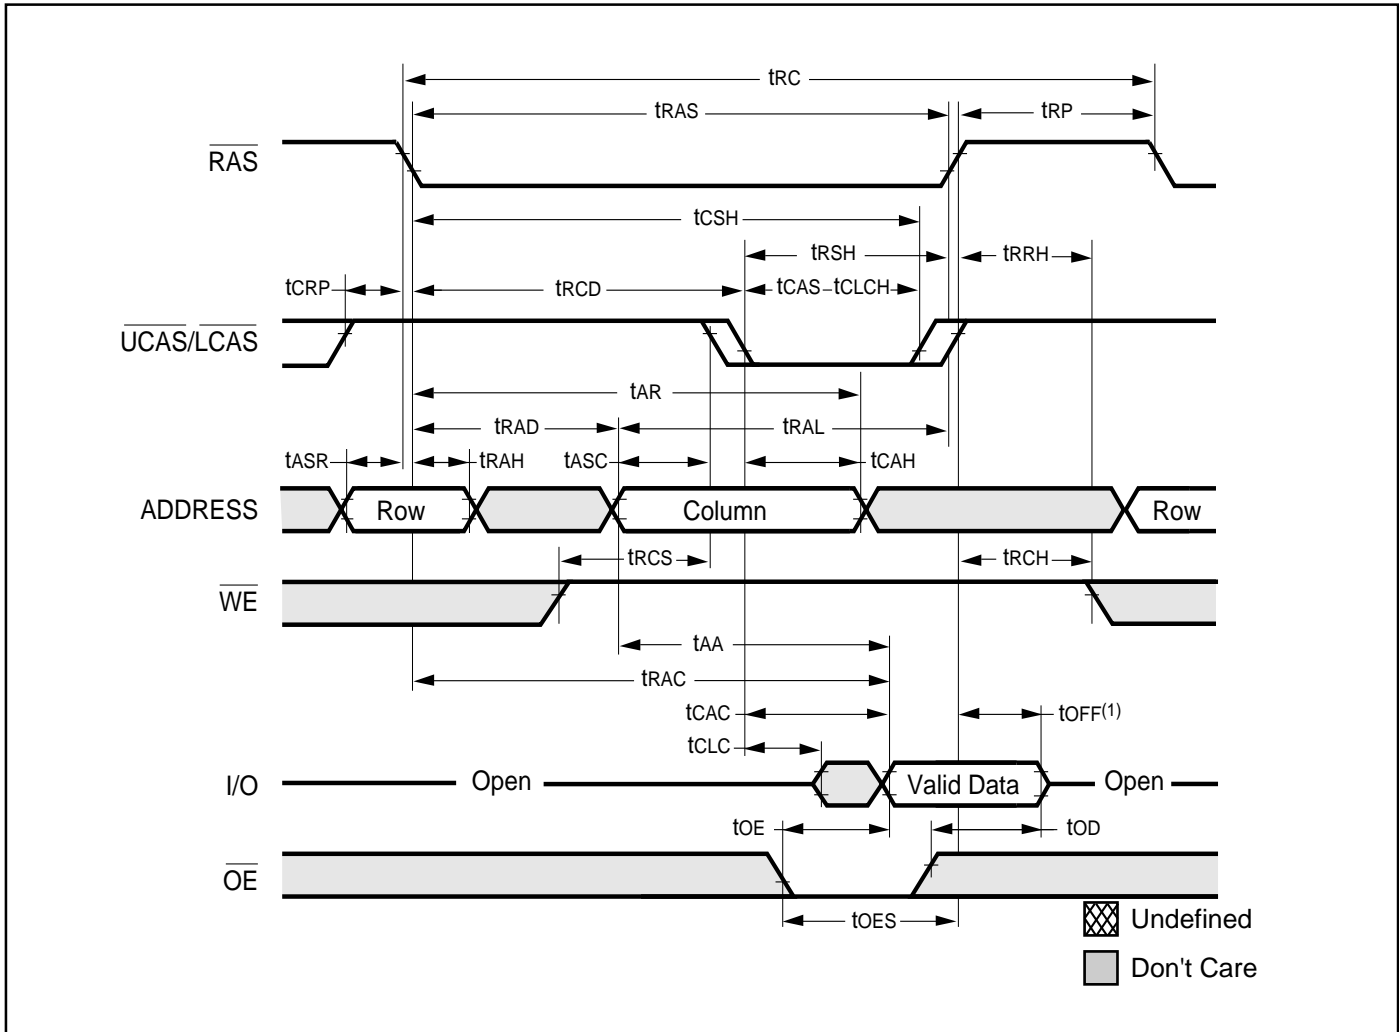 tRC
tRAS tRP
RAS
tCSH
tRSH tRRH
tCRP tRCD tCAS tCLCH
UCAS/LCAS
tAR
tRAD tRAL
tASR tRAH tASC tCAH
ADDRESS Row Column Row
tRCS tRCH
WE
tAA
tRAC
tCAC tOFF(1)
tCLC
I/O Open Valid Data Open
tOE tOD
OE
tOES
Undefined
Don't Care